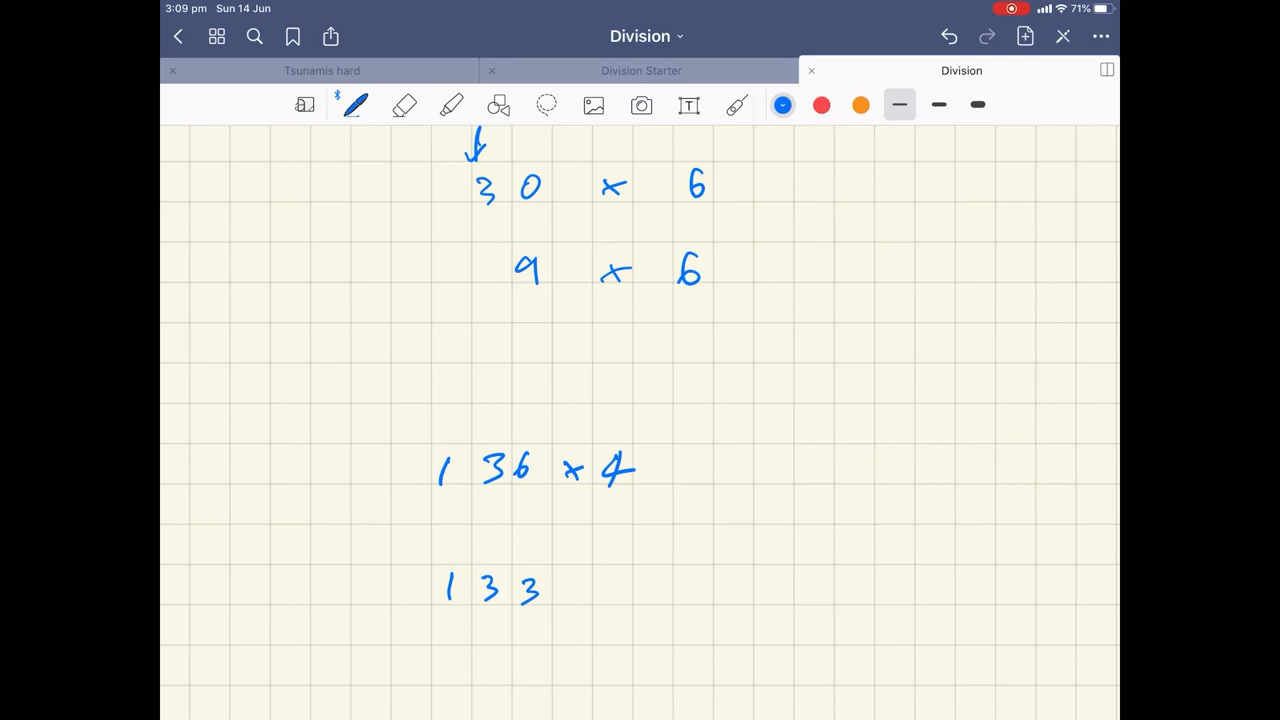 3:09 pm Sun 14 Jun 71%
Division
Tsunamis hard Division Starter Division
T
30 × 6
9 × 6
136 × 4
133